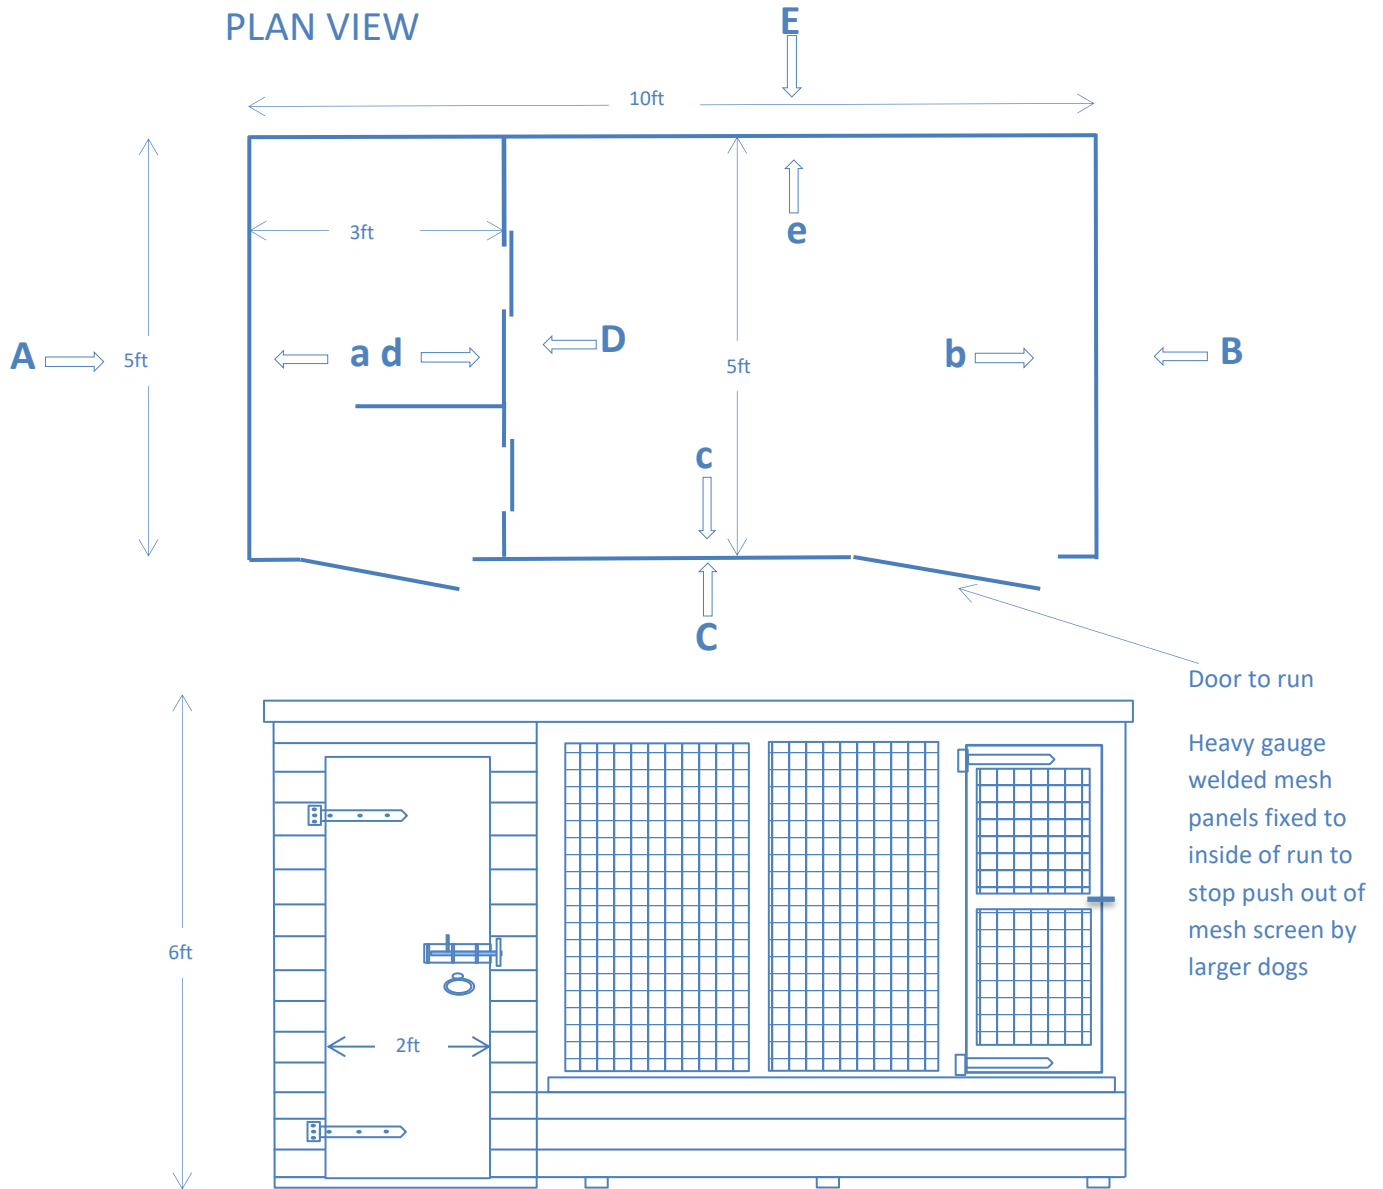 PLAN VIEW
E
10ft
3ft
e
A
5ft
a d
D
5ft
b
B
c
C
Door to run
Heavy gauge
welded mesh
panels fixed to
inside of run to
stop push out of
mesh screen by
larger dogs
6ft
2ft